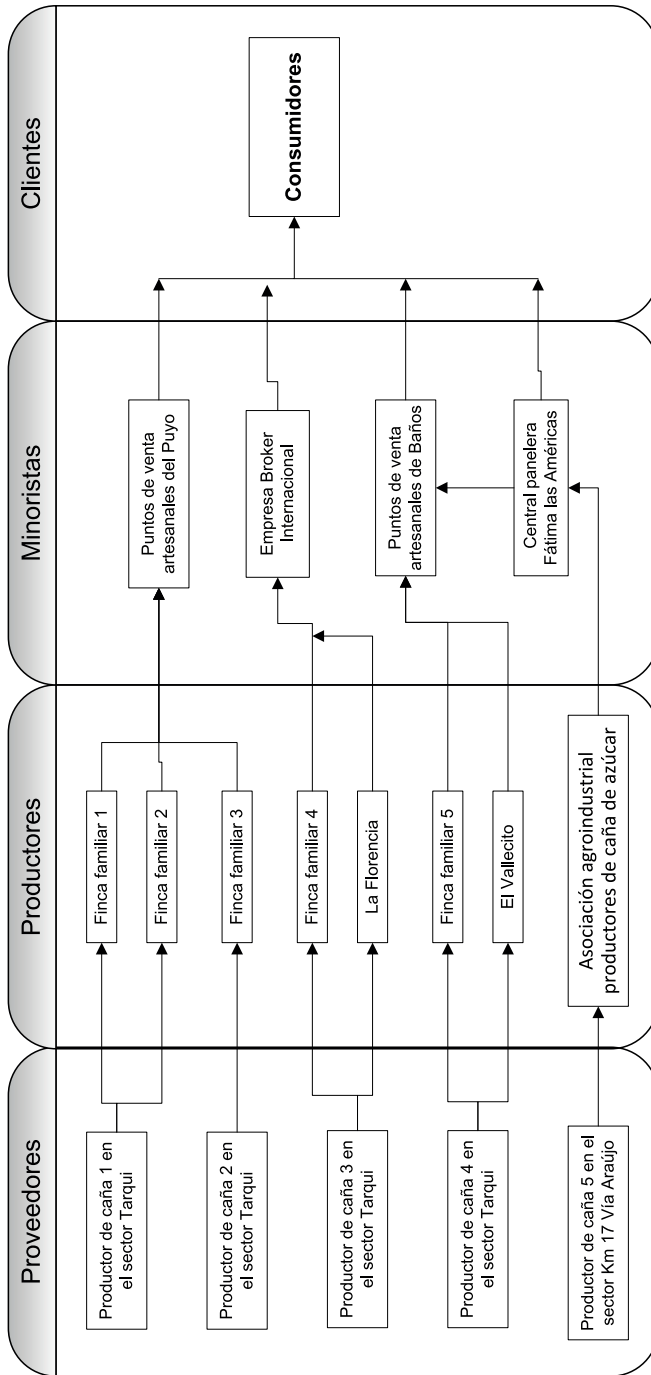 Proveedores
Productor de caña 1 en
el sector Tarqui
Productor de caña 2 en
el sector Tarqui
Productor de caña 3 en
el sector Tarqui
Productor de caña 4 en
el sector Tarqui
Productor de caña 5 en el
sector Km 17 Vía Araújo
Productores
Finca familiar 1
Finca familiar 2
Finca familiar 3
Finca familiar 4
La Florencia
Finca familiar 5
El Vallecito
Asociación agroindustrial
productores de caña de azúcar
Minoristas
Puntos de venta
artesanales del Puyo
Empresa Broker
Internacional
Puntos de venta
artesanales de Baños
Central panelera
Fátima las Américas
Clientes
Consumidores